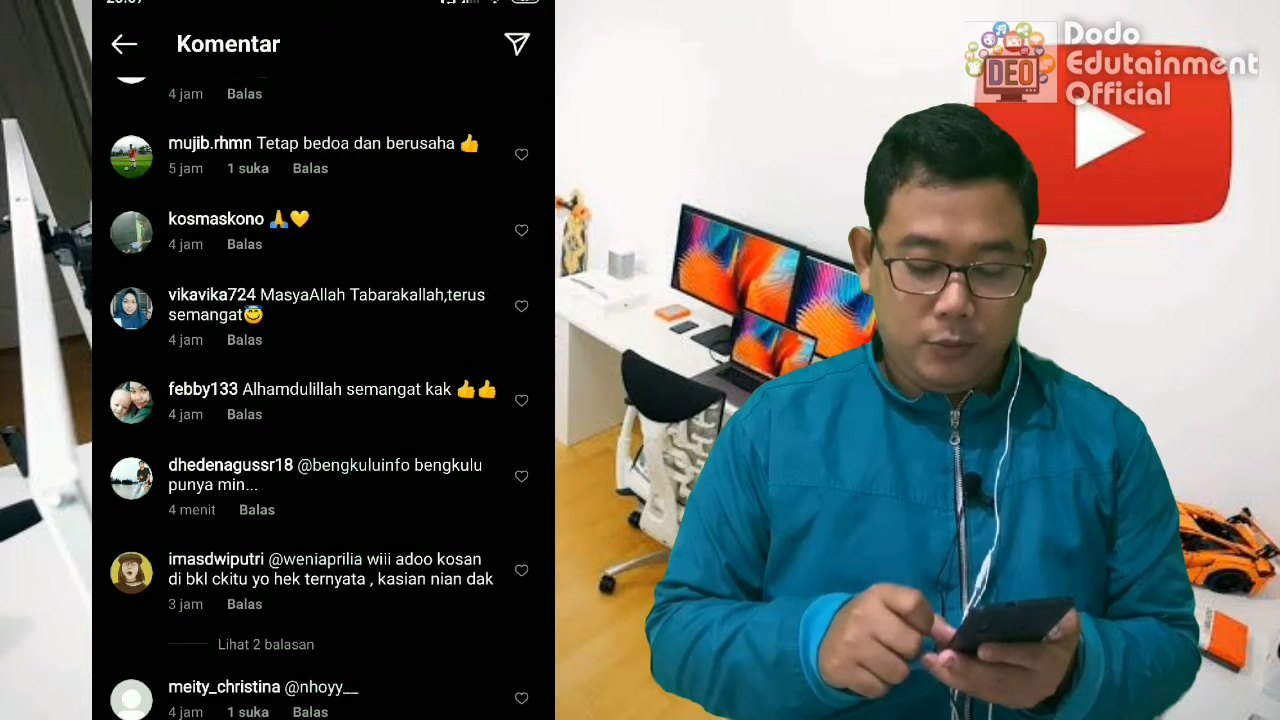 Komentar
4 jam Balas
mujib.rhmn Tetap bedoa dan berusaha 👍
5 jam 1 suka Balas
kosmaskono 🙏💛
4 jam Balas
vikavika724 MasyaAllah Tabarakallah,terus
semangat😇
4 jam Balas
febby133 Alhamdulillah semangat kak 👍👍
4 jam Balas
dhedenagussr18 @bengkuluinfo bengkulu
punya min...
4 menit Balas
imasdwiputri @weniaprilia wiii adoo kosan
di bkl ckitu yo hek ternyata , kasian nian dak
3 jam Balas
Lihat 2 balasan
meity_christina @nhoyy__
4 jam 1 suka Balas
DEO
Dodo
Edutainment
Official